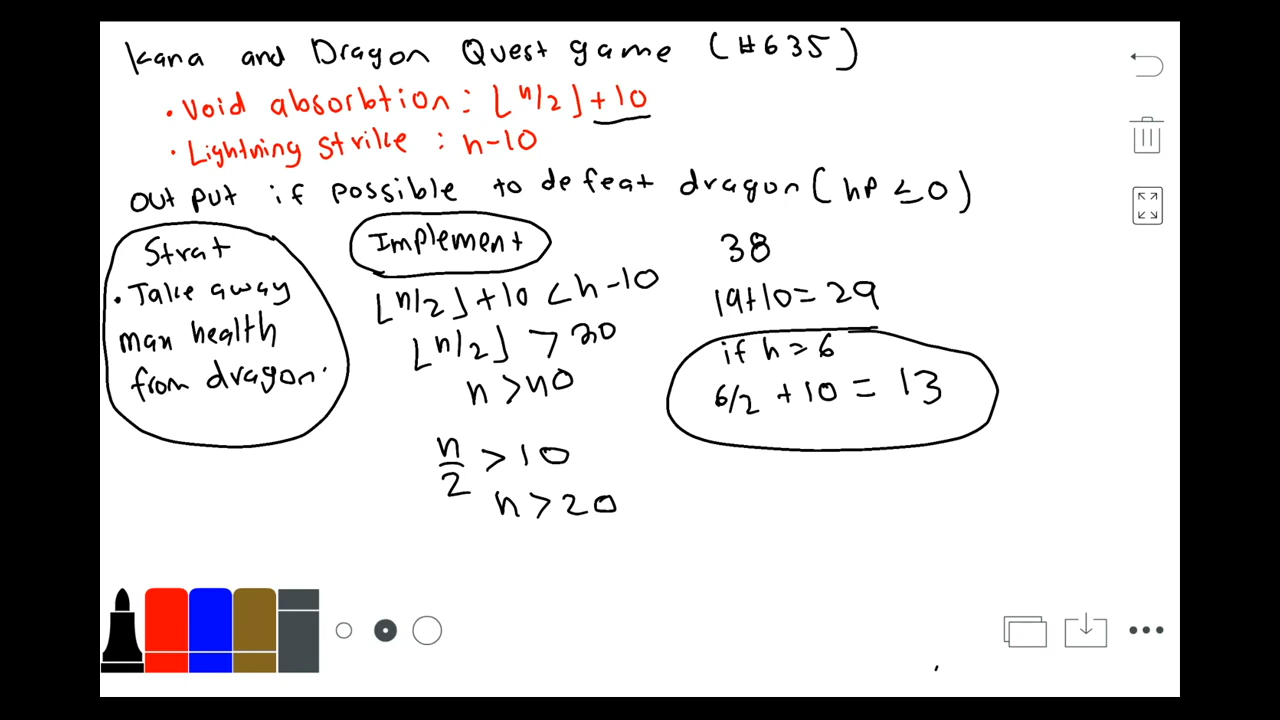 Kana and Dragon Quest game (#635)
• Void absorbtion: ⌊n/2⌋ + 10
• Lightning strike : h-10
Output if possible to defeat dragon (hP ≤ 0)
Strat
• Take away
max health
from dragon.
Implement
⌊n/2⌋ + 10 < h-10
⌊n/2⌋ > 20
n > 40
n/2 > 10
n > 20
38
19+10 = 29
if h = 6
6/2 + 10 = 13